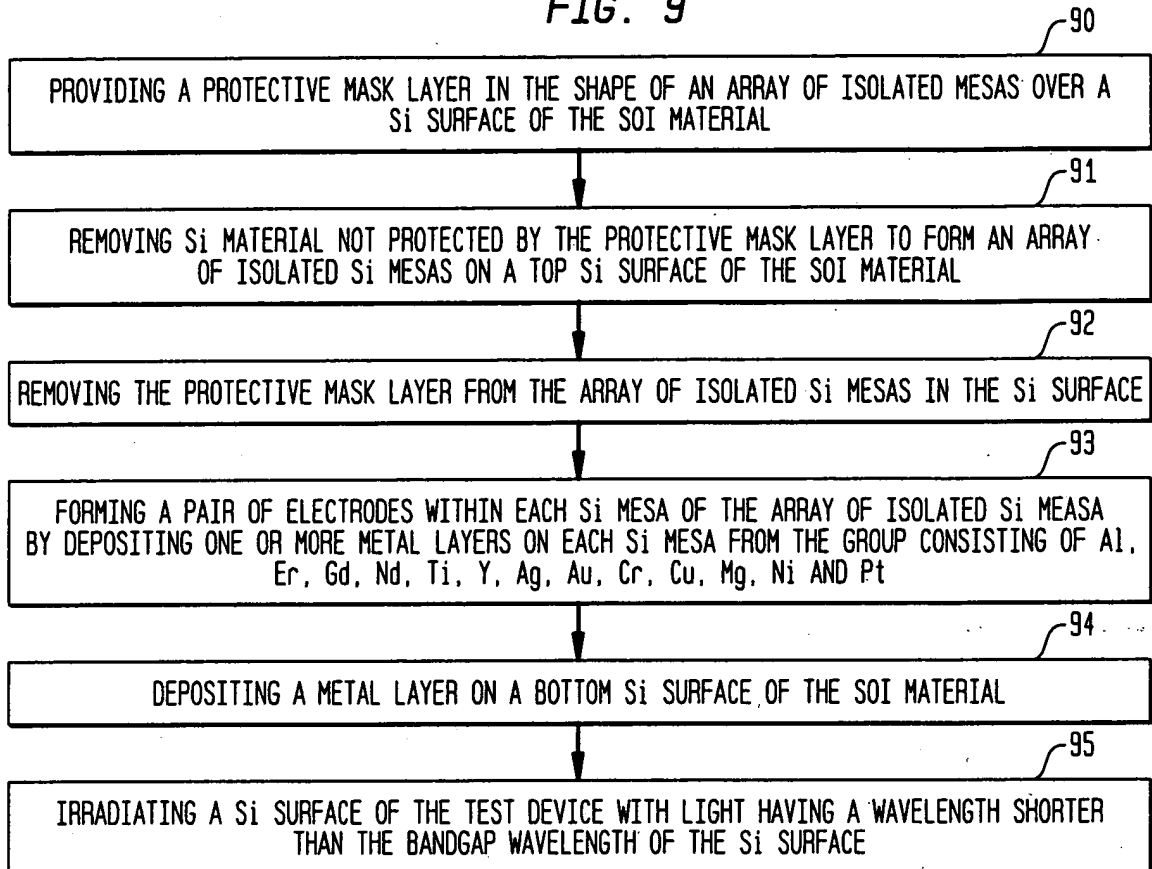 FIG. 9
90
PROVIDING A PROTECTIVE MASK LAYER IN THE SHAPE OF AN ARRAY OF ISOLATED MESAS OVER A
Si SURFACE OF THE SOI MATERIAL
91
REMOVING Si MATERIAL NOT PROTECTED BY THE PROTECTIVE MASK LAYER TO FORM AN ARRAY
OF ISOLATED Si MESAS ON A TOP Si SURFACE OF THE SOI MATERIAL
92
REMOVING THE PROTECTIVE MASK LAYER FROM THE ARRAY OF ISOLATED Si MESAS IN THE Si SURFACE
93
FORMING A PAIR OF ELECTRODES WITHIN EACH Si MESA OF THE ARRAY OF ISOLATED Si MEASA
BY DEPOSITING ONE OR MORE METAL LAYERS ON EACH Si MESA FROM THE GROUP CONSISTING OF Al,
Er, Gd, Nd, Ti, Y, Ag, Au, Cr, Cu, Mg, Ni AND Pt
94
DEPOSITING A METAL LAYER ON A BOTTOM Si SURFACE OF THE SOI MATERIAL
95
IRRADIATING A Si SURFACE OF THE TEST DEVICE WITH LIGHT HAVING A WAVELENGTH SHORTER
THAN THE BANDGAP WAVELENGTH OF THE Si SURFACE